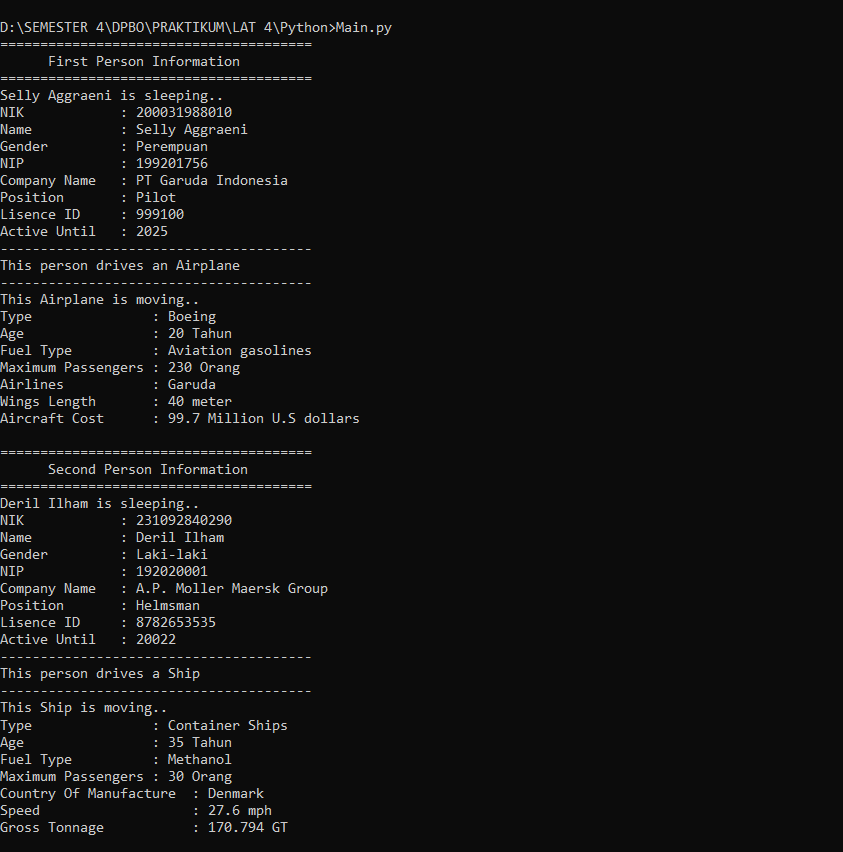 D:\SEMESTER 4\DPBO\PRAKTIKUM\LAT 4\Python>Main.py
=======================================
      First Person Information
=======================================
Selly Aggraeni is sleeping..
NIK            : 200031988010
Name           : Selly Aggraeni
Gender         : Perempuan
NIP            : 199201756
Company Name   : PT Garuda Indonesia
Position       : Pilot
Lisence ID     : 999100
Active Until   : 2025
---------------------------------------
This person drives an Airplane
---------------------------------------
This Airplane is moving..
Type               : Boeing
Age                : 20 Tahun
Fuel Type          : Aviation gasolines
Maximum Passengers : 230 Orang
Airlines           : Garuda
Wings Length       : 40 meter
Aircraft Cost      : 99.7 Million U.S dollars

=======================================
      Second Person Information
=======================================
Deril Ilham is sleeping..
NIK            : 231092840290
Name           : Deril Ilham
Gender         : Laki-laki
NIP            : 192020001
Company Name   : A.P. Moller Maersk Group
Position       : Helmsman
Lisence ID     : 8782653535
Active Until   : 20022
---------------------------------------
This person drives a Ship
---------------------------------------
This Ship is moving..
Type               : Container Ships
Age                : 35 Tahun
Fuel Type          : Methanol
Maximum Passengers : 30 Orang
Country Of Manufacture  : Denmark
Speed                   : 27.6 mph
Gross Tonnage           : 170.794 GT